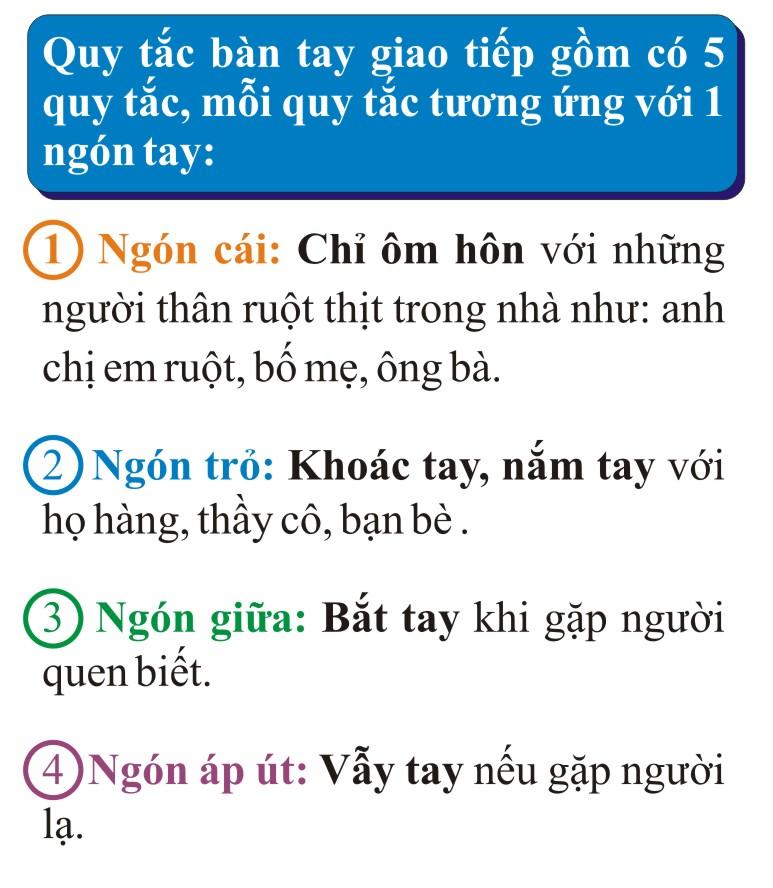 Quy tắc bàn tay giao tiếp gồm có 5
quy tắc, mỗi quy tắc tương ứng với 1
ngón tay:
1 Ngón cái: Chỉ ôm hôn với những
người thân ruột thịt trong nhà như: anh
chị em ruột, bố mẹ, ông bà.
2 Ngón trỏ: Khoác tay, nắm tay với
họ hàng, thầy cô, bạn bè .
3 Ngón giữa: Bắt tay khi gặp người
quen biết.
4 Ngón áp út: Vẫy tay nếu gặp người
lạ.